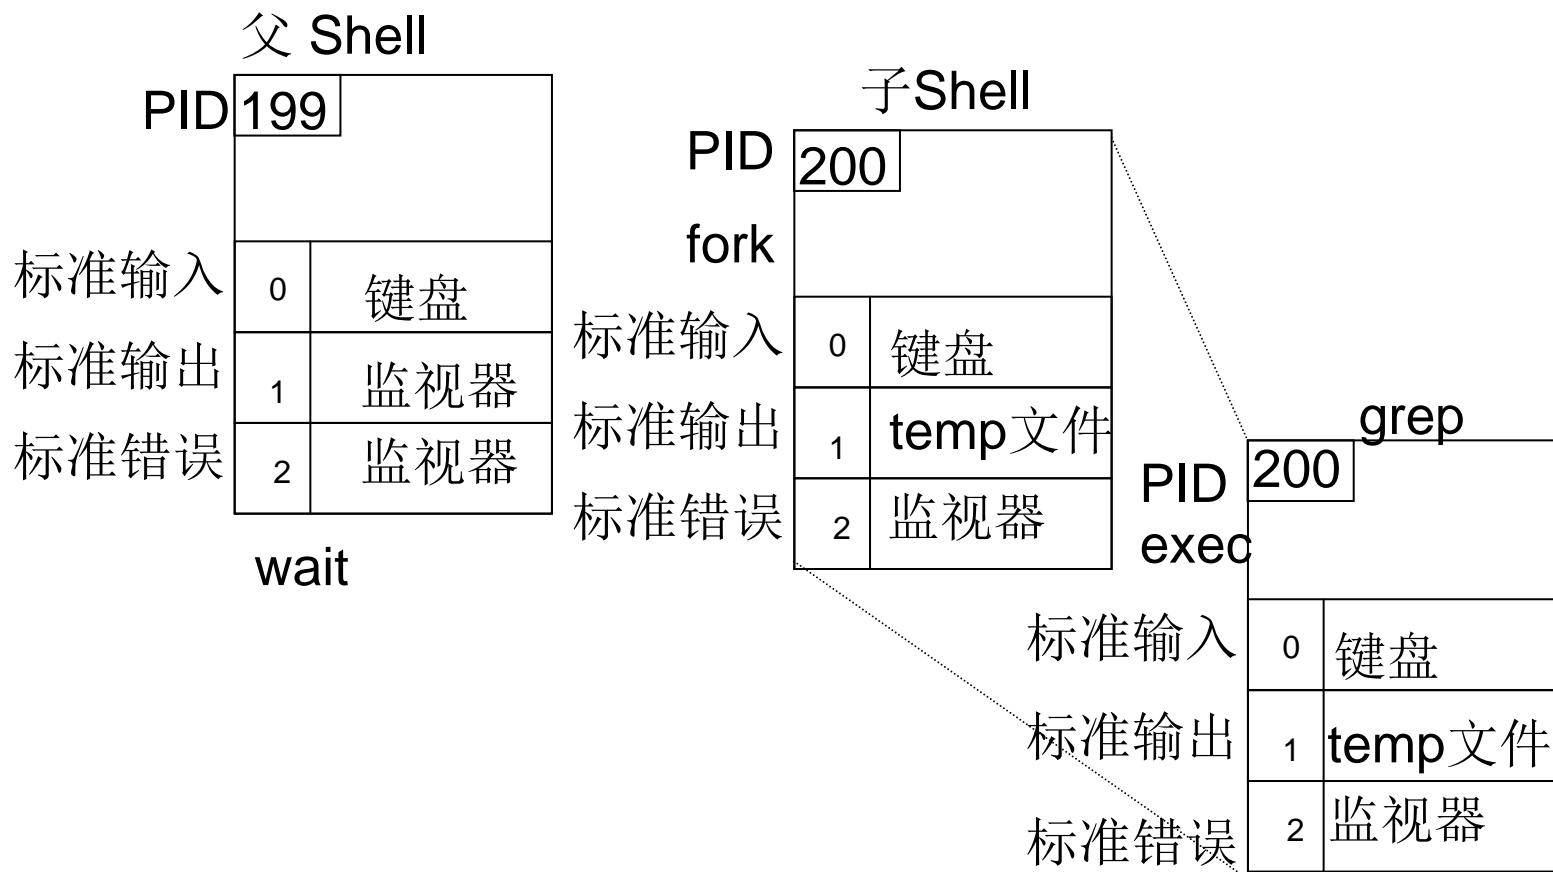 父 Shell
PID 199
标准输入 0 键盘
标准输出 1 监视器
标准错误 2 监视器
wait
子Shell
PID 200
fork
标准输入 0 键盘
标准输出 1 temp文件
标准错误 2 监视器
grep
PID 200
exec
标准输入 0 键盘
标准输出 1 temp文件
标准错误 2 监视器